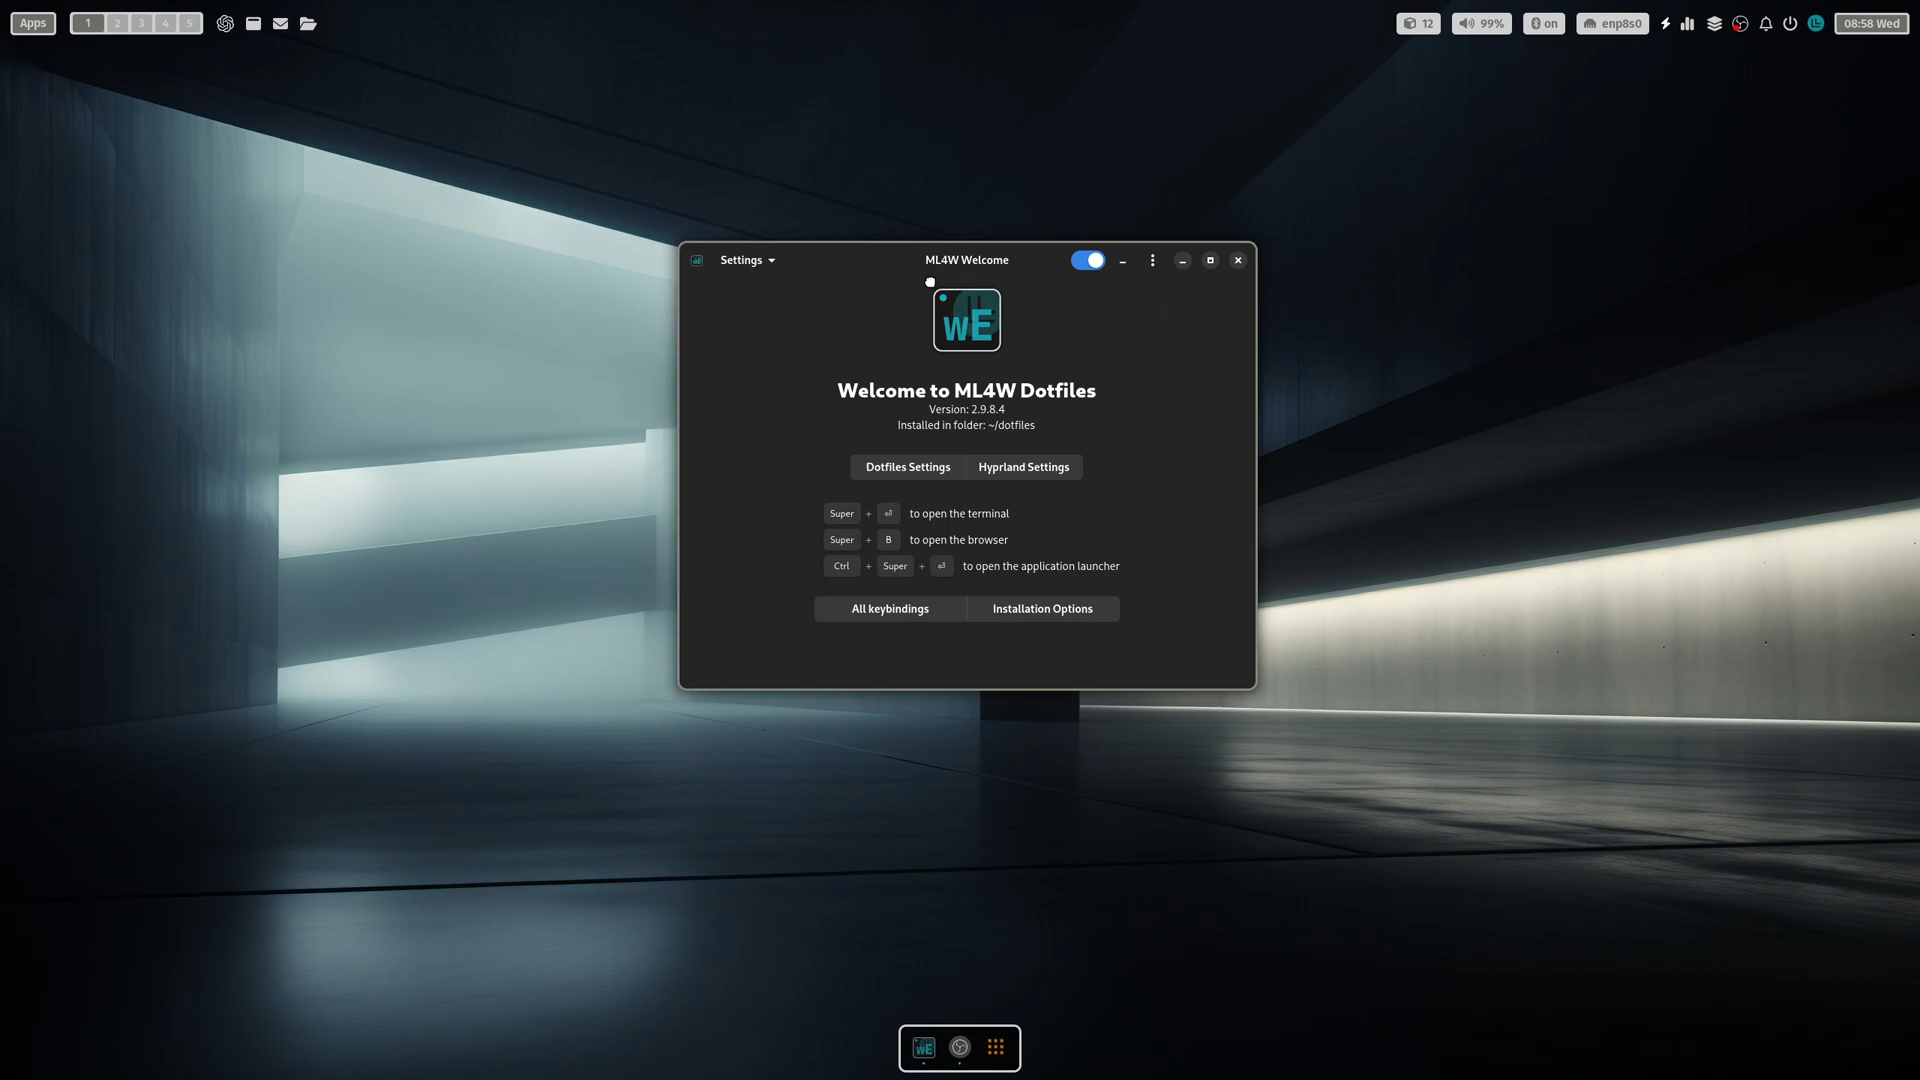 Apps
1 2 3 4 5
12
99%
on
enp8s0
08:58 Wed
Settings
ML4W Welcome
wE
Welcome to ML4W Dotfiles
Version: 2.9.8.4
Installed in folder: ~/dotfiles
Dotfiles Settings Hyprland Settings
Super + ⏎ to open the terminal
Super + B to open the browser
Ctrl + Super + ⏎ to open the application launcher
All keybindings Installation Options
wE